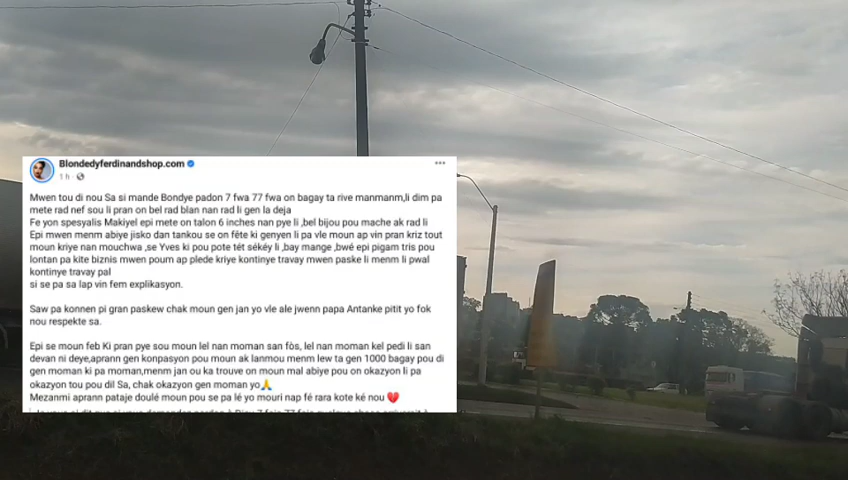 Blondedyferdinandshop.com
1 h ·
Mwen tou di nou Sa si mande Bondye padon 7 fwa 77 fwa on bagay ta rive manmanm,li dim pa
mete rad nef sou li pran on bel rad blan nan rad li gen la deja
Fe yon spesyalis Makiyel epi mete on talon 6 inches nan pye li ,bel bijou pou mache ak rad li
Epi mwen menm abiye jisko dan tankou se on fête ki genyen li pa vle moun ap vin pran kriz tout
moun kriye nan mouchwa ,se Yves ki pou pote tét sékéy li ,bay mange ,bwé epi pigam tris pou
lontan pa kite biznis mwen poum ap plede kriye kontinye travay mwen paske li menm li pwal
kontinye travay pal
si se pa sa lap vin fem explikasyon.
Saw pa konnen pi gran paskew chak moun gen jan yo vle ale jwenn papa Antanke pitit yo fok
nou respekte sa.
Epi se moun feb Ki pran pye sou moun lel nan moman san fòs, lel nan moman kel pedi li san
devan ni deye,aprann gen konpasyon pou moun ak lanmou menm lew ta gen 1000 bagay pou di
gen moman ki pa moman,menm jan ou ka trouve on moun mal abiye pou on okazyon li pa
okazyon tou pou dil Sa, chak okazyon gen moman yo🙏
Mezanmi aprann pataje doulé moun pou se pa lé yo mouri nap fé rara kote ké nou 💔